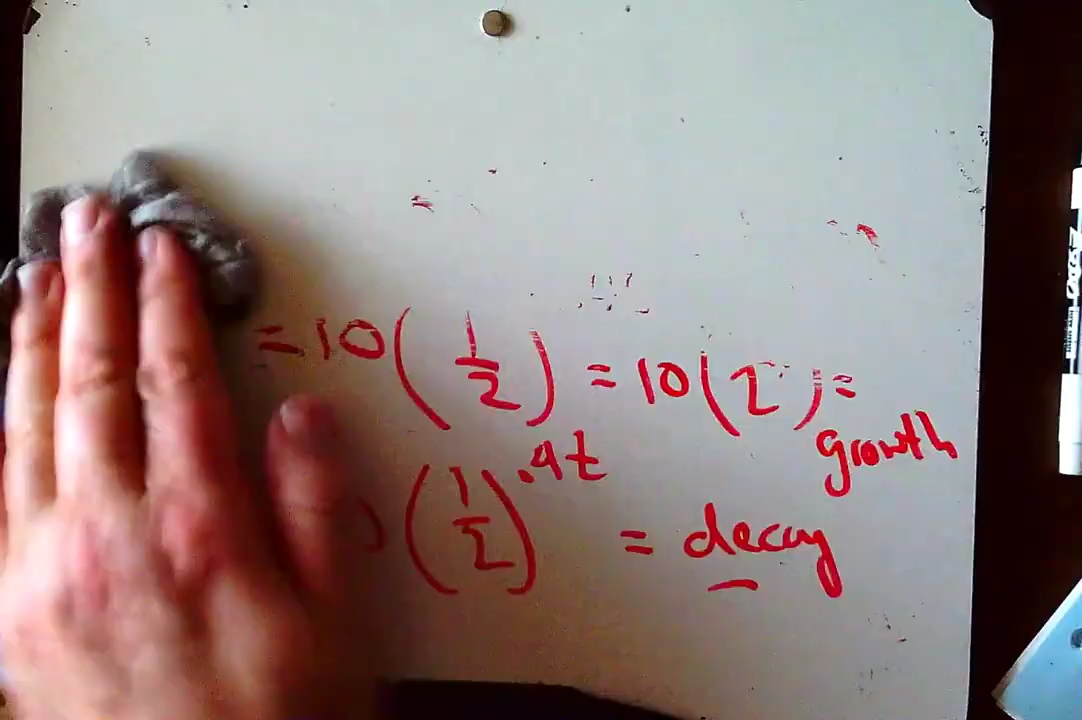 = 10 ( 1/2 ) = 10 ( 2 ) =
growth
( 1/2 ) .4t = decay